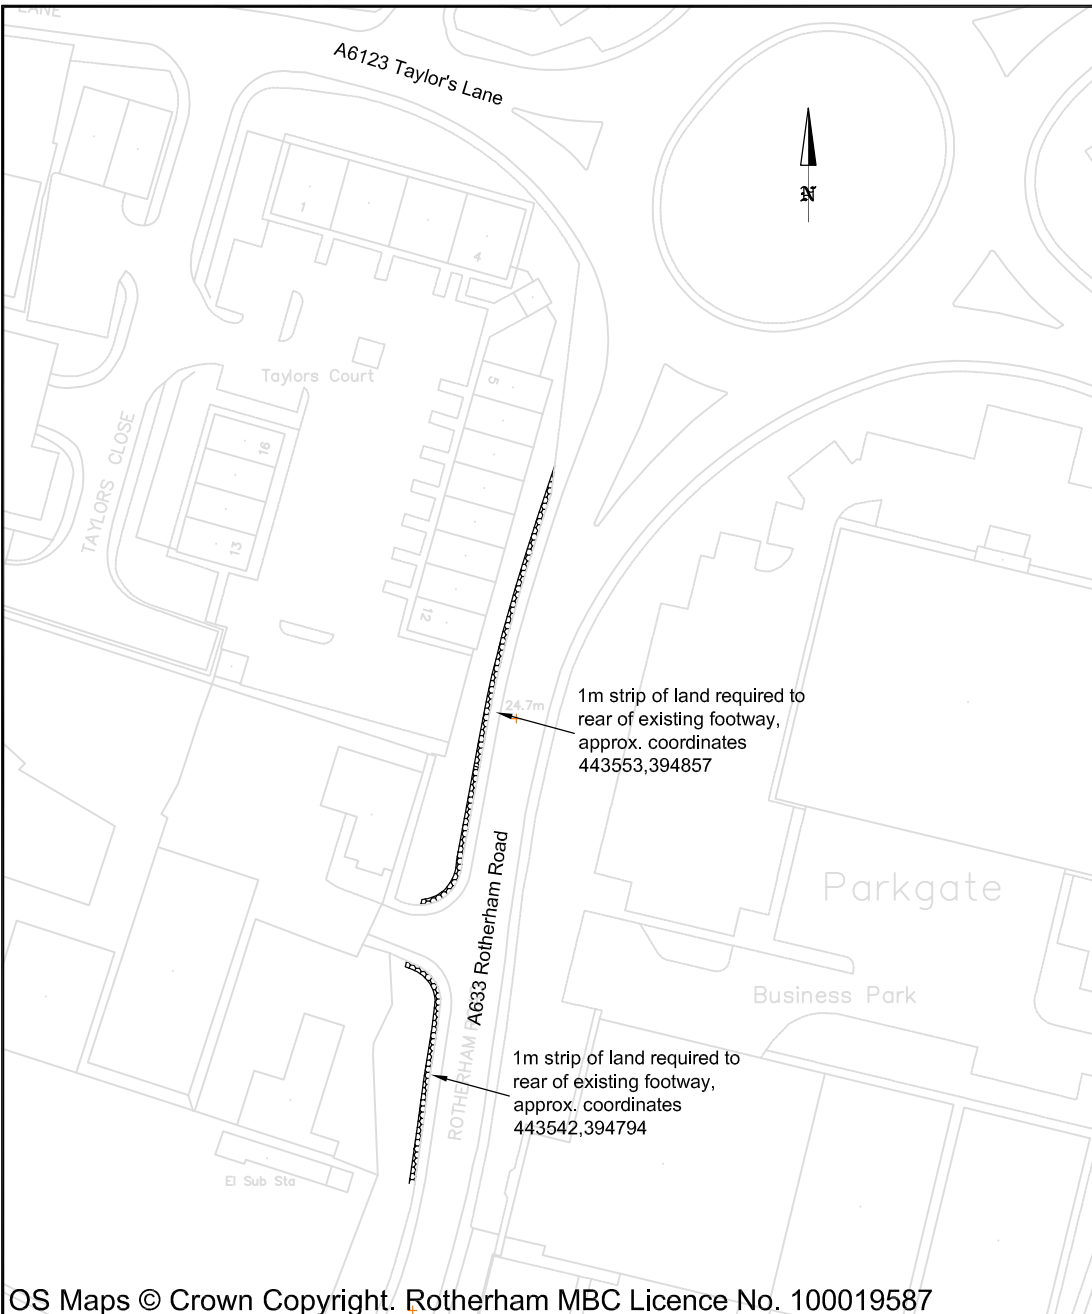 LANE
A6123 Taylor's Lane
N
1
4
Taylors Court
5
TAYLORS CLOSE
16
13
12
24.7m
1m strip of land required to
rear of existing footway,
approx. coordinates
443553,394857
A633 Rotherham Road
Parkgate
Business Park
1m strip of land required to
rear of existing footway,
approx. coordinates
443542,394794
ROTHERHAM
El Sub Sta
OS Maps © Crown Copyright. Rotherham MBC Licence No. 100019587